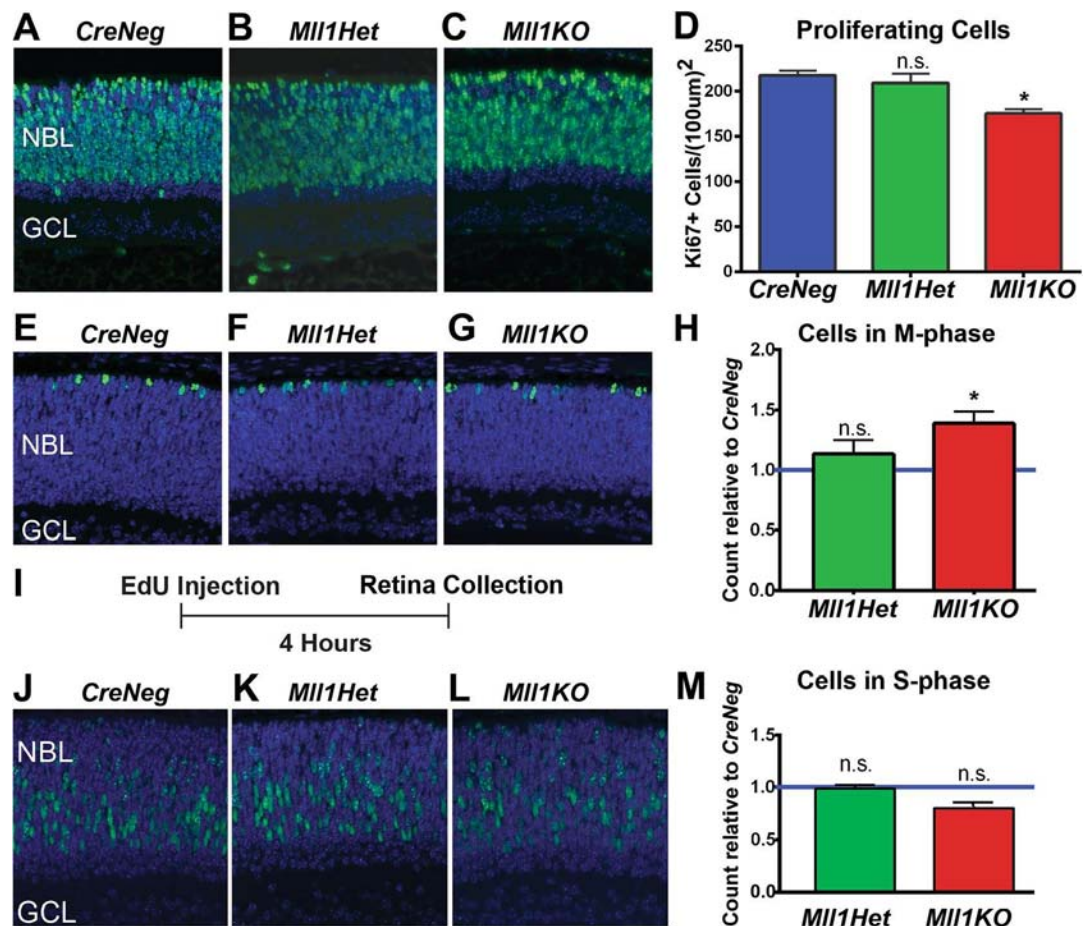 A CreNeg
B Mll1Het
C Mll1KO
NBL
GCL
D Proliferating Cells
Ki67+ Cells/(100um)2
250
200
150
100
50
0
n.s.
*
CreNeg Mll1Het Mll1KO
E CreNeg
F Mll1Het
G Mll1KO
NBL
GCL
H Cells in M-phase
Count relative to CreNeg
2.0
1.5
1.0
0.5
0.0
n.s.
*
Mll1Het Mll1KO
I
EdU Injection Retina Collection
4 Hours
J CreNeg
K Mll1Het
L Mll1KO
NBL
GCL
M Cells in S-phase
Count relative to CreNeg
1.5
1.0
0.5
0.0
n.s. n.s.
Mll1Het Mll1KO